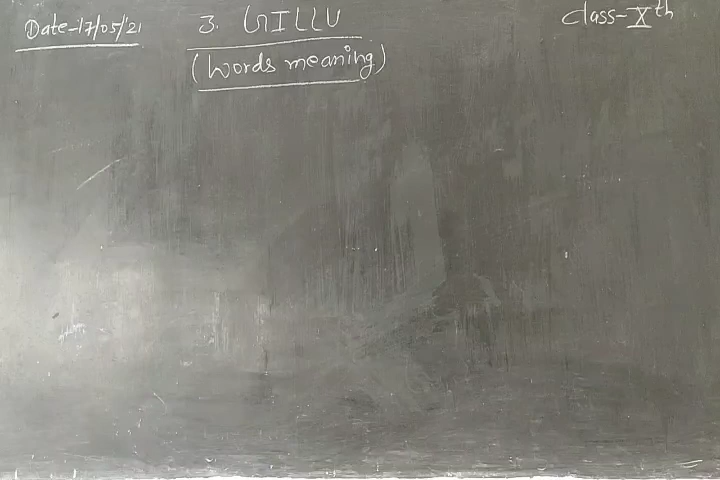 Date-17/05/21 3. GILLU Class-Xth
(Words meaning)